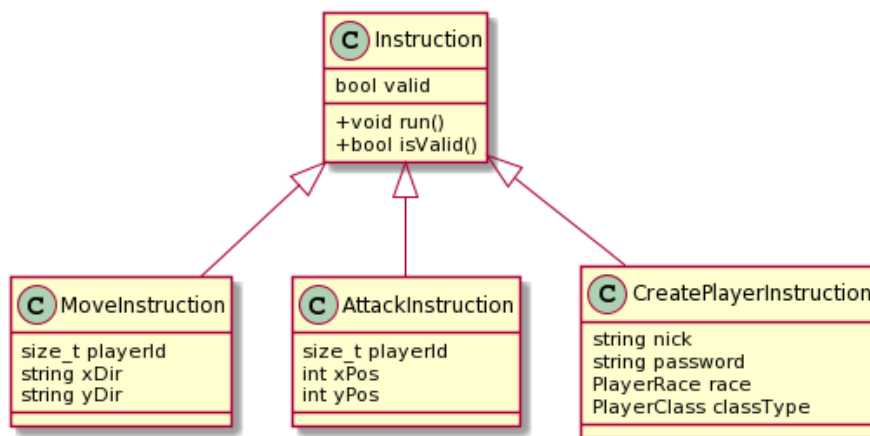 C Instruction
bool valid
+void run()
+bool isValid()
C MoveInstruction
size_t playerId
string xDir
string yDir
C AttackInstruction
size_t playerId
int xPos
int yPos
C CreatePlayerInstruction
string nick
string password
PlayerRace race
PlayerClass classType